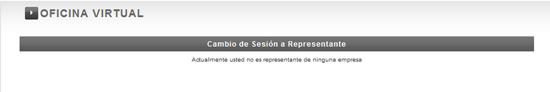 OFICINA VIRTUAL
Cambio de Sesión a Representante
Actualmente usted no es representante de ninguna empresa